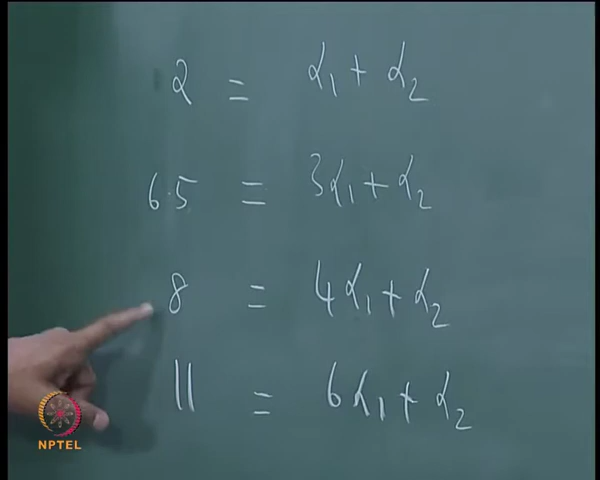 2 = α₁ + α₂
6.5 = 3α₁ + α₂
8 = 4α₁ + α₂
11 = 6α₁ + α₂
NPTEL